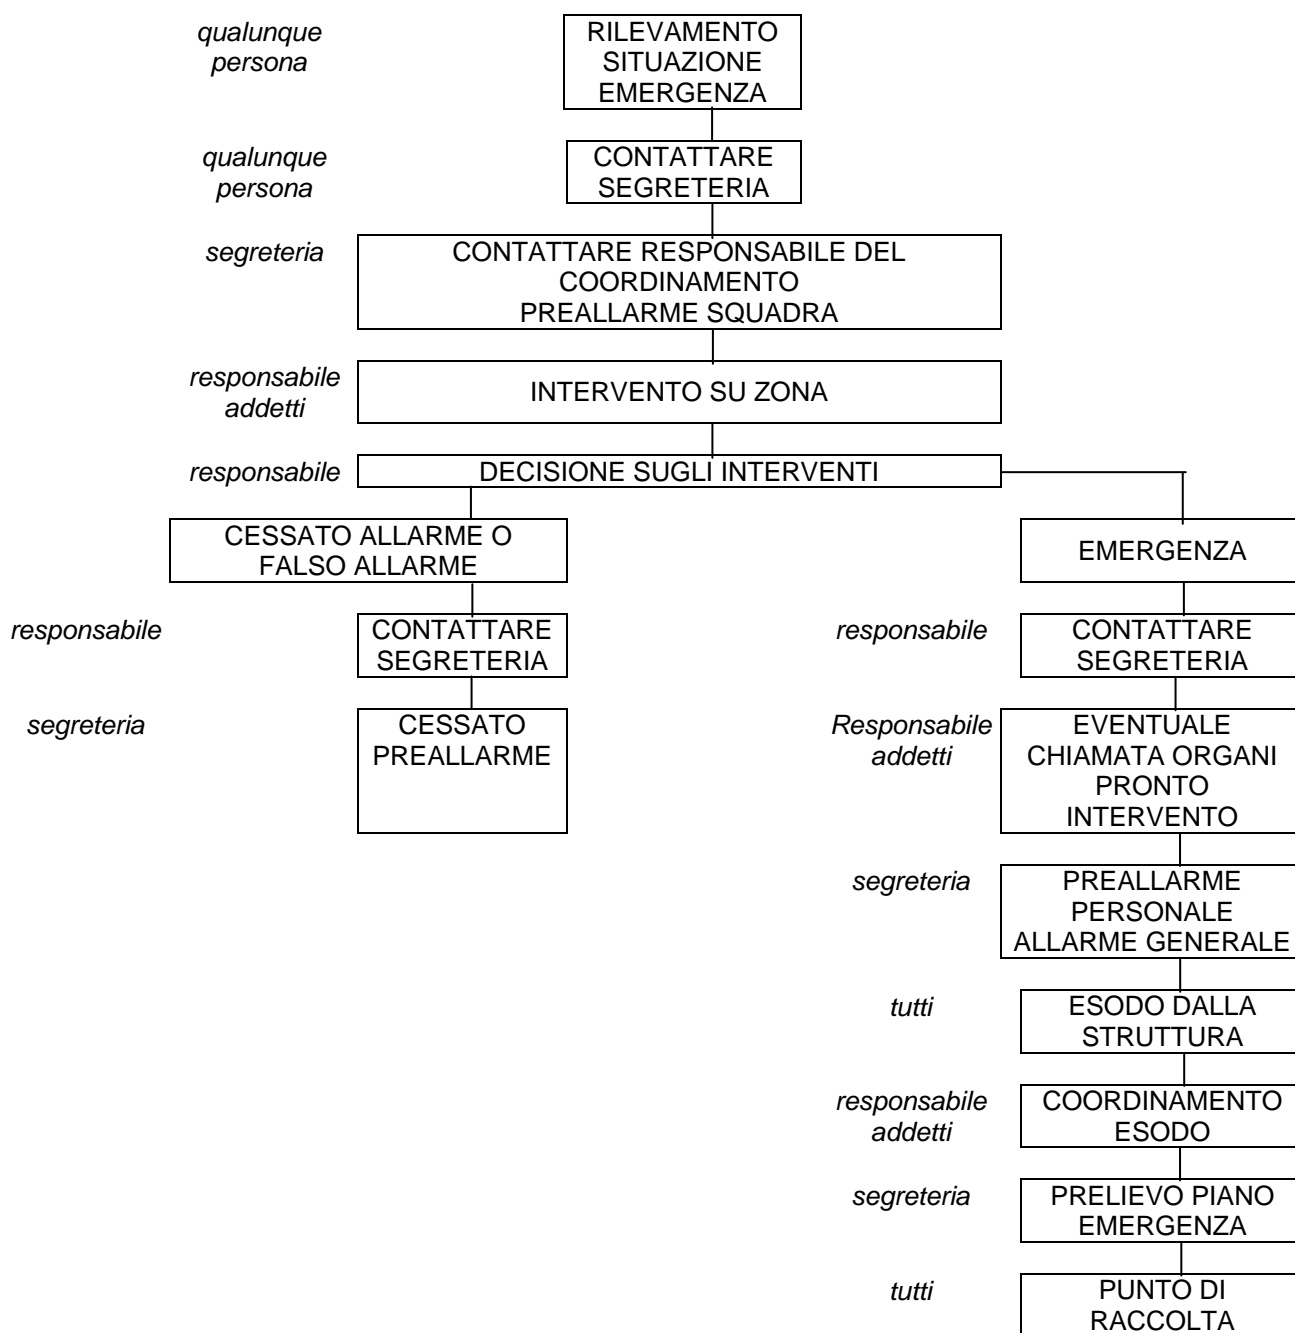 qualunque
persona
RILEVAMENTO
SITUAZIONE
EMERGENZA
qualunque
persona
CONTATTARE
SEGRETERIA
segreteria
CONTATTARE RESPONSABILE DEL
COORDINAMENTO
PREALLARME SQUADRA
responsabile
addetti
INTERVENTO SU ZONA
responsabile
DECISIONE SUGLI INTERVENTI
CESSATO ALLARME O
FALSO ALLARME
EMERGENZA
responsabile
CONTATTARE
SEGRETERIA
responsabile
CONTATTARE
SEGRETERIA
segreteria
CESSATO
PREALLARME
Responsabile
addetti
EVENTUALE
CHIAMATA ORGANI
PRONTO
INTERVENTO
segreteria
PREALLARME
PERSONALE
ALLARME GENERALE
tutti
ESODO DALLA
STRUTTURA
responsabile
addetti
COORDINAMENTO
ESODO
segreteria
PRELIEVO PIANO
EMERGENZA
tutti
PUNTO DI
RACCOLTA